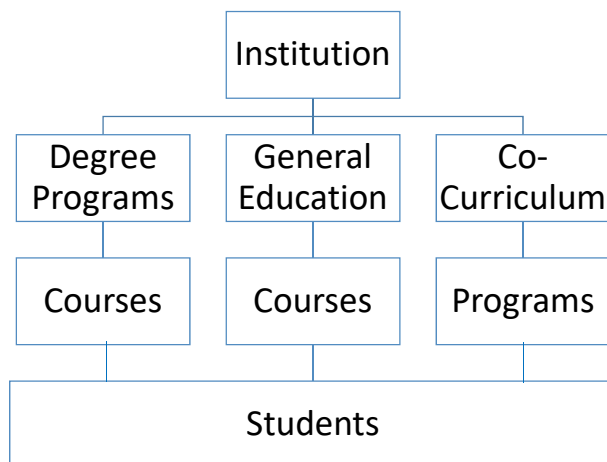 Institution
Degree
Programs
General
Education
Co-
Curriculum
Courses
Courses
Programs
Students